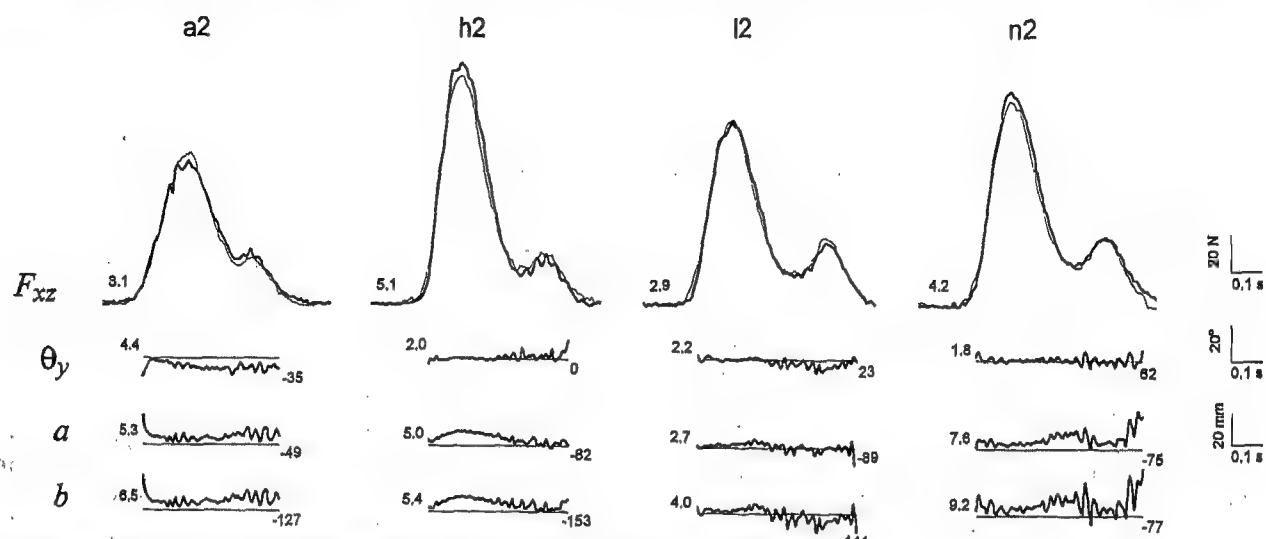 a2 h2 l2 n2
20 N
0,1 s
F_xz 8.1 5.1 2.9 4.2
θ_y 4.4 -35 2.0 0 2.2 23 1.8 62
20°
0,1 s
a 5.3 -49 5.0 -62 2.7 -89 7.6 -75
20 mm
0,1 s
b 6.5 -127 5.4 -153 4.0 9.2 -77